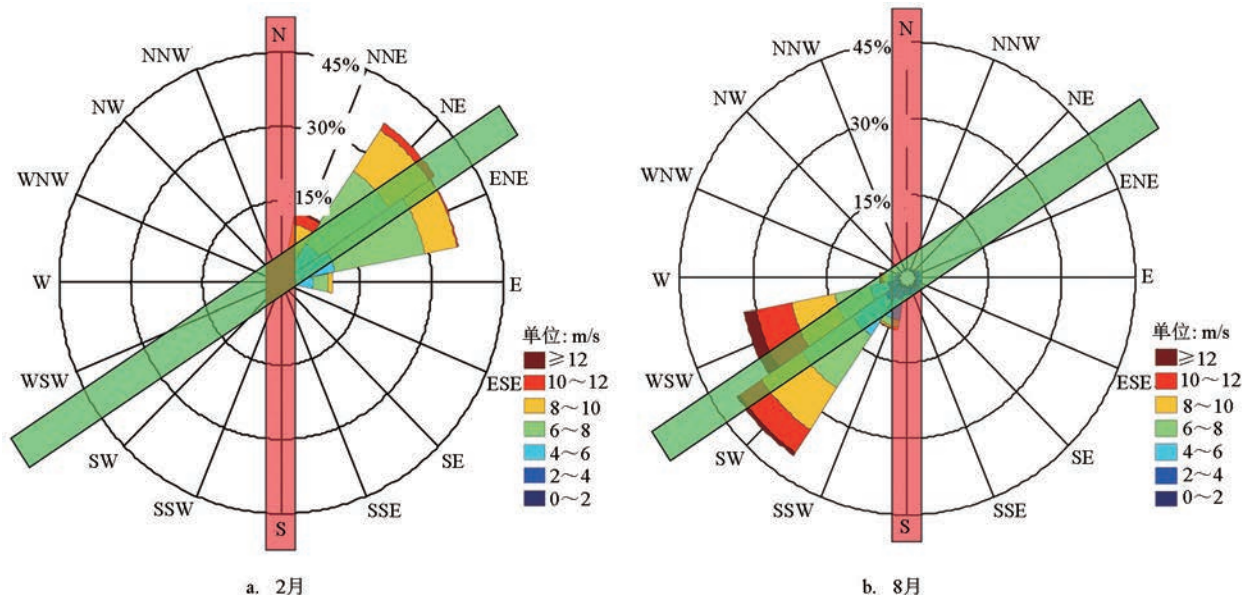 N
NNW
NNE
45%
NW
NE
30%
WNW
ENE
15%
W
E
单位: m/s
≥12
10~12
8~10
6~8
4~6
2~4
0~2
WSW
ESE
SW
SE
SSW
SSE
S
a. 2月
N
45%
NNW
NNW
NW
NE
30%
WNW
ENE
15%
W
E
单位: m/s
≥12
10~12
8~10
6~8
4~6
2~4
0~2
WSW
ESE
SW
SE
SSW
SSE
S
b. 8月